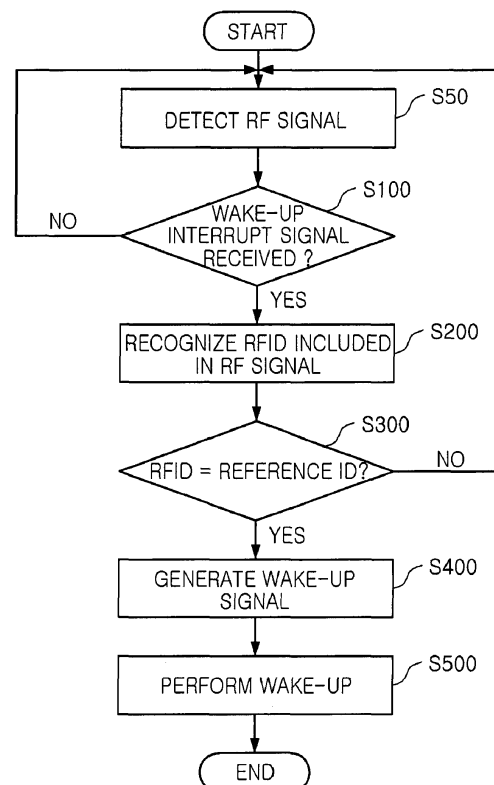 START
DETECT RF SIGNAL
S50
WAKE-UP
INTERRUPT SIGNAL
RECEIVED ?
S100
NO
YES
RECOGNIZE RFID INCLUDED
IN RF SIGNAL
S200
RFID = REFERENCE ID?
S300
NO
YES
GENERATE WAKE-UP
SIGNAL
S400
PERFORM WAKE-UP
S500
END